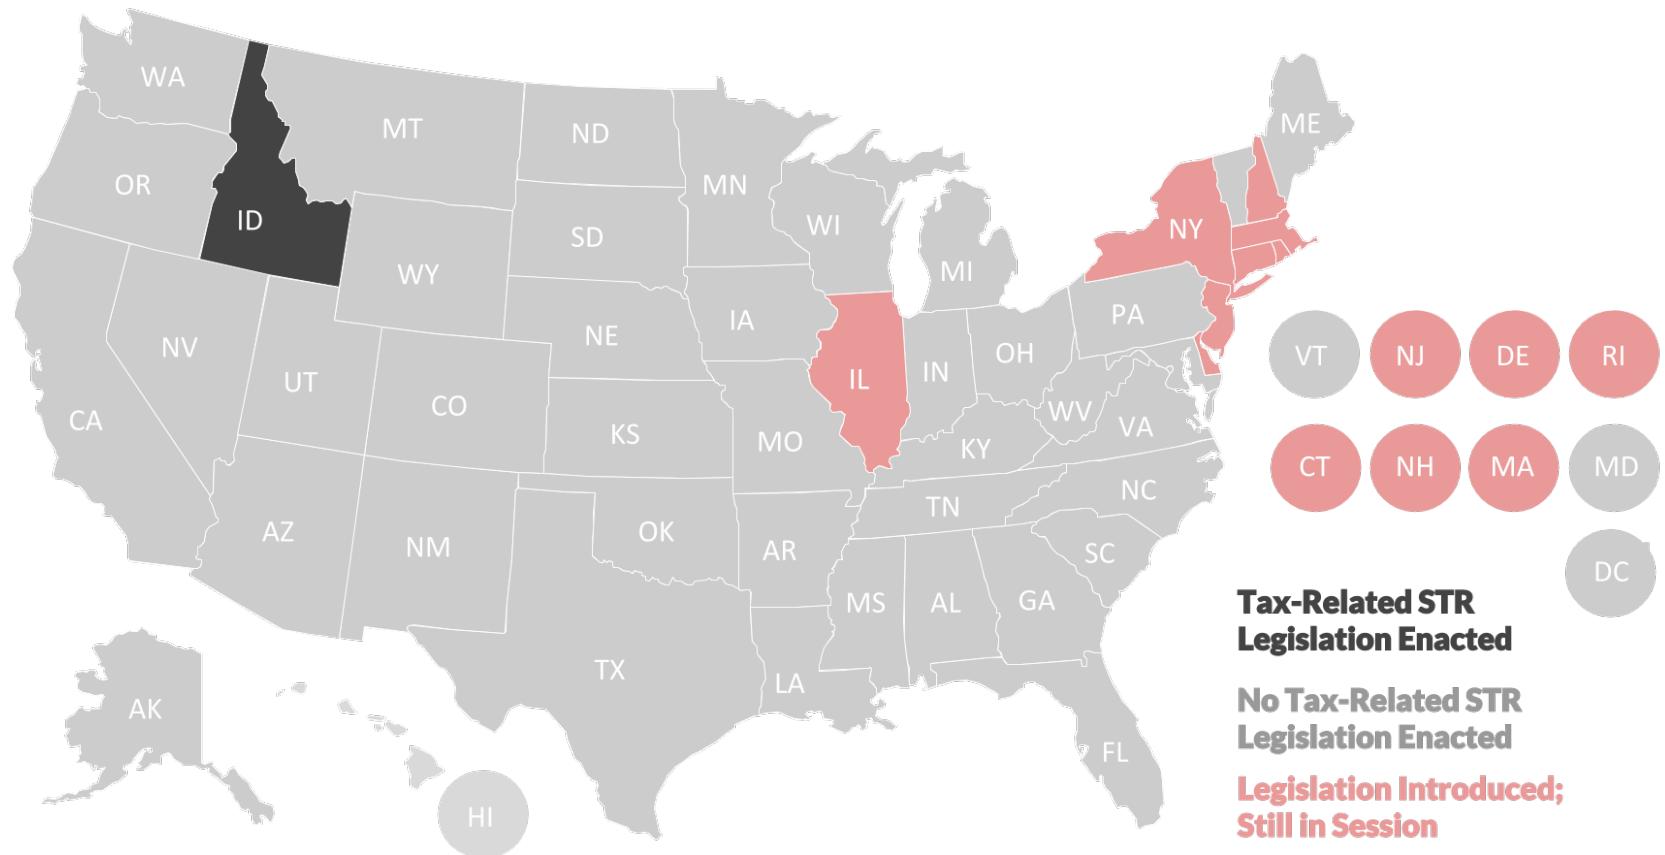 WA
MT
ND
MN
ME
OR
ID
SD
WI
NY
MI
WY
IA
PA
NE
NV
UT
CO
IL
IN
OH
VT
NJ
DE
RI
CA
KS
MO
KY
WV
VA
CT
NH
MA
MD
AZ
NM
OK
AR
TN
NC
SC
DC
MS
AL
GA
TX
LA
AK
FL
HI
Tax-Related STR
Legislation Enacted
No Tax-Related STR
Legislation Enacted
Legislation Introduced;
Still in Session